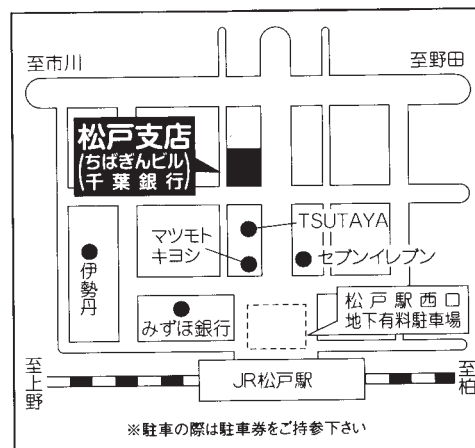 至市川
至野田
松戸支店
(ちばぎんビル)
(千葉銀行)
TSUTAYA
マツモト
キヨシ
セブンイレブン
伊勢丹
みずほ銀行
松戸駅西口
地下有料駐車場
至上野
JR松戸駅
至柏
※駐車の際は駐車券をご持参下さい